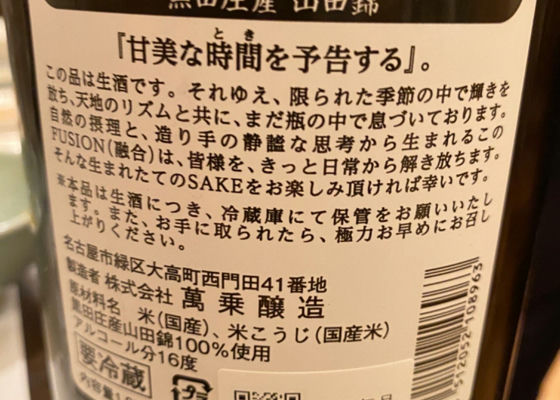 黒田庄産 山田錦
とき
『甘美な時間を予告する』。
この品は生酒です。それゆえ、限られた季節の中で輝きを
放ち、天地のリズムと共に、まだ瓶の中で息づいております。
自然の摂理と、造り手の静謐な思考から生まれるこの
FUSION(融合)は、皆様を、きっと日常から解き放ちます。
そんな生まれたてのSAKEをお楽しみ頂ければ幸いです。
※本品は生酒につき、冷蔵庫にて保管をお願いいたし
ます。また、お手に取られたら、極力お早めにお召し
上がりください。
名古屋市緑区大高町西門田41番地
製造者 株式会社 萬乗醸造
原材料名 米(国産)、米こうじ(国産米)
黒田庄産山田錦100%使用
アルコール分16度
要冷蔵
内容量
512052 108963